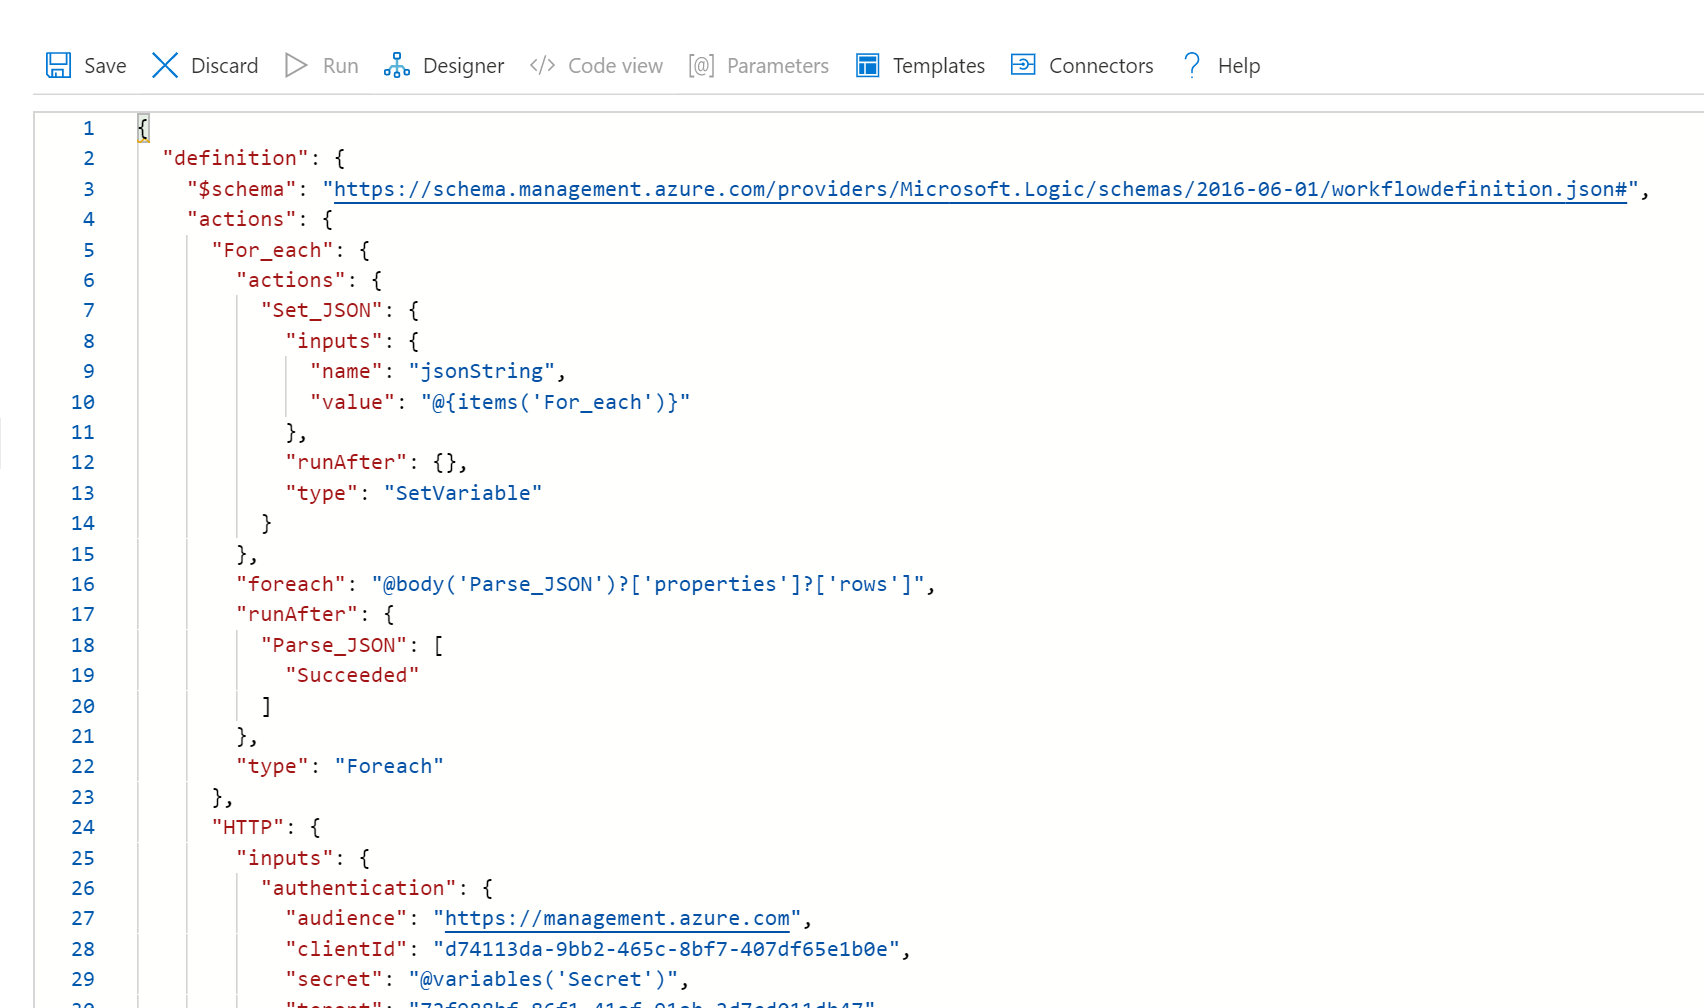 Save Discard Run Designer </> Code view [@] Parameters Templates Connectors ? Help
1 {
2 "definition": {
3 "$schema": "https://schema.management.azure.com/providers/Microsoft.Logic/schemas/2016-06-01/workflowdefinition.json#",
4 "actions": {
5 "For_each": {
6 "actions": {
7 "Set_JSON": {
8 "inputs": {
9 "name": "jsonString",
10 "value": "@{items('For_each')}"
11 },
12 "runAfter": {},
13 "type": "SetVariable"
14 }
15 },
16 "foreach": "@body('Parse_JSON')?['properties']?['rows']",
17 "runAfter": {
18 "Parse_JSON": [
19 "Succeeded"
20 ]
21 },
22 "type": "Foreach"
23 },
24 "HTTP": {
25 "inputs": {
26 "authentication": {
27 "audience": "https://management.azure.com",
28 "clientId": "d74113da-9bb2-465c-8bf7-407df65e1b0e",
29 "secret": "@variables('Secret')",
30 "tenant":